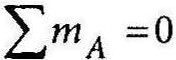 ∑m_A = 0